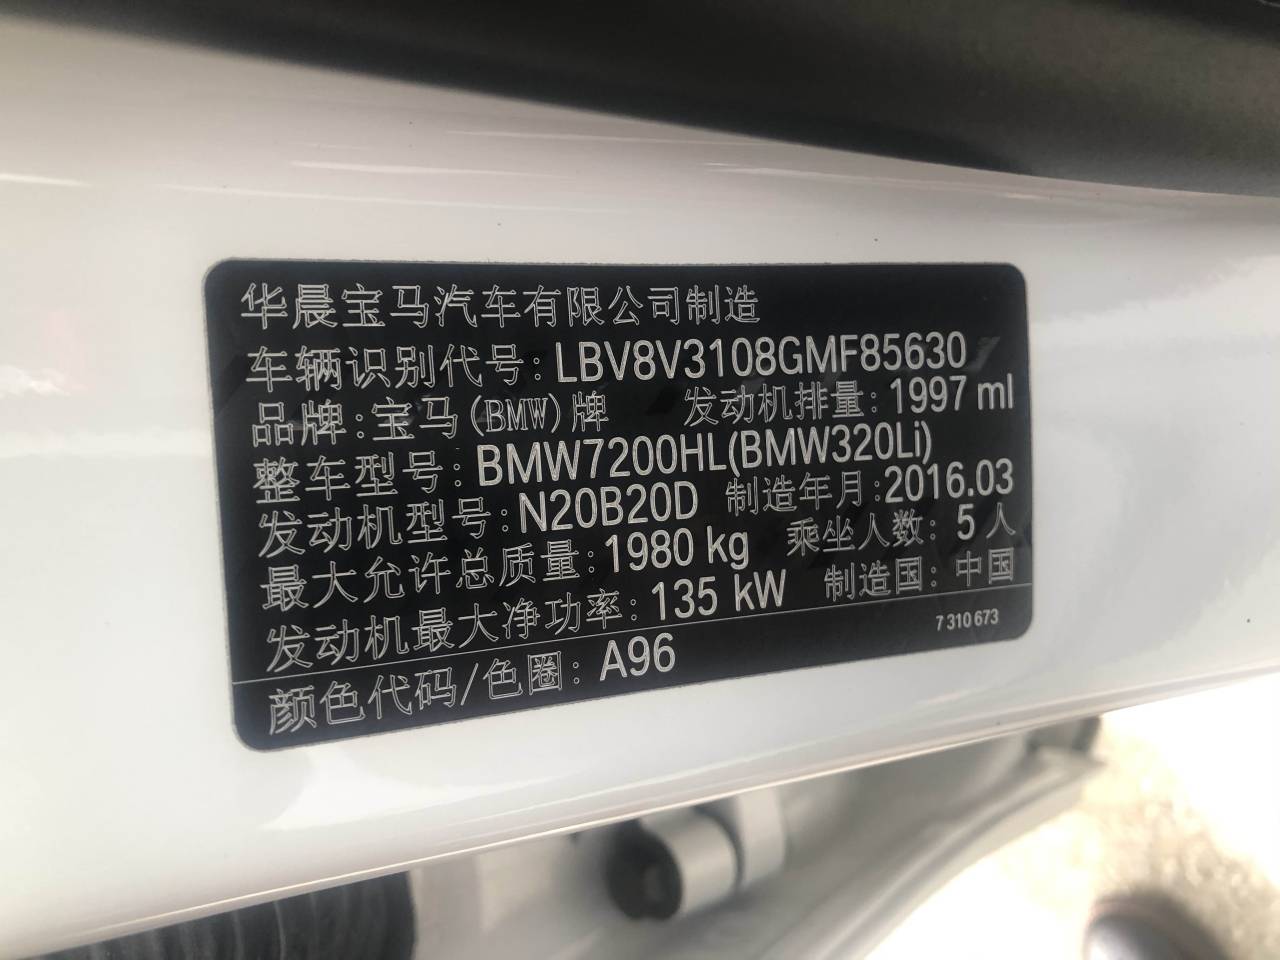 华晨宝马汽车有限公司制造
车辆识别代号: LBV8V3108GMF85630
品牌:宝马(BMW)牌 发动机排量: 1997 ml
整车型号: BMW7200HL(BMW320Li)
发动机型号: N20B20D 制造年月:2016.03
最大允许总质量: 1980 kg 乘坐人数: 5 人
发动机最大净功率: 135 kW 制造国: 中国
颜色代码/色圈: A96 7 310 673